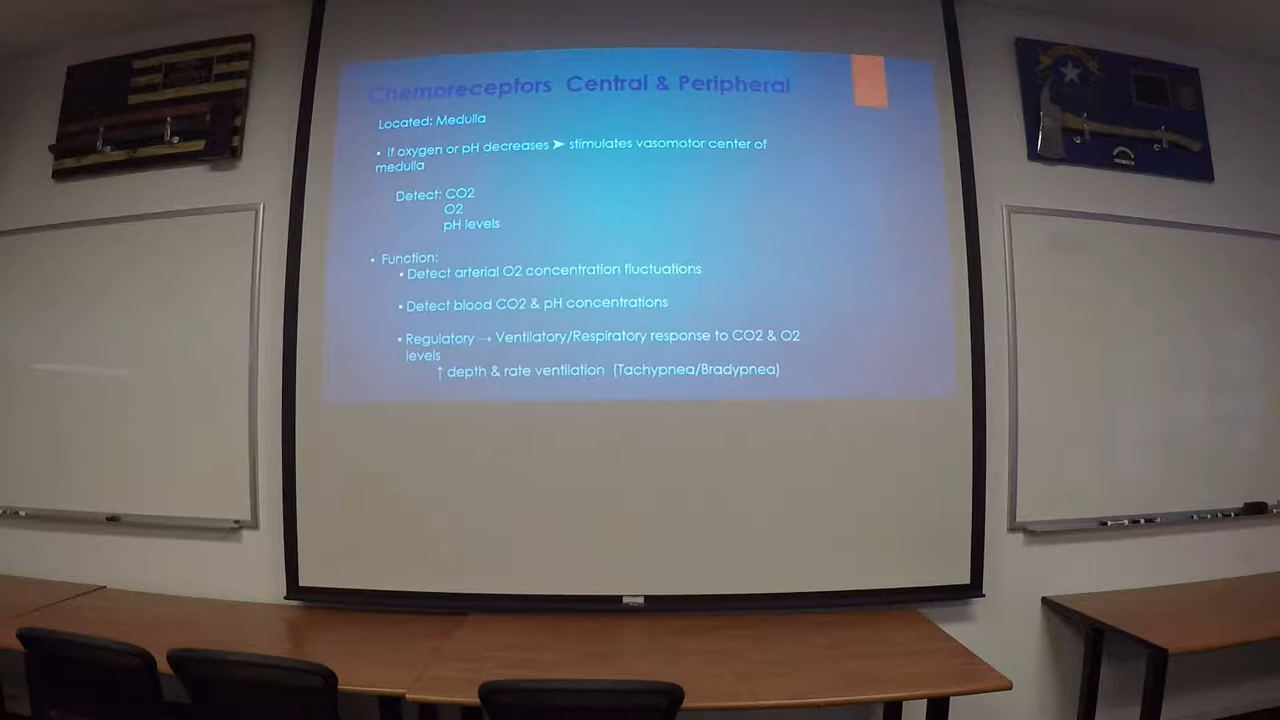 Chemoreceptors Central & Peripheral
Located: Medulla
▪ If oxygen or pH decreases ➤ stimulates vasomotor center of
medulla
Detect: CO2
O2
pH levels
▪ Function:
▪ Detect arterial O2 concentration fluctuations
▪ Detect blood CO2 & pH concentrations
▪ Regulatory → Ventilatory/Respiratory response to CO2 & O2
levels
↑ depth & rate ventilation (Tachypnea/Bradypnea)